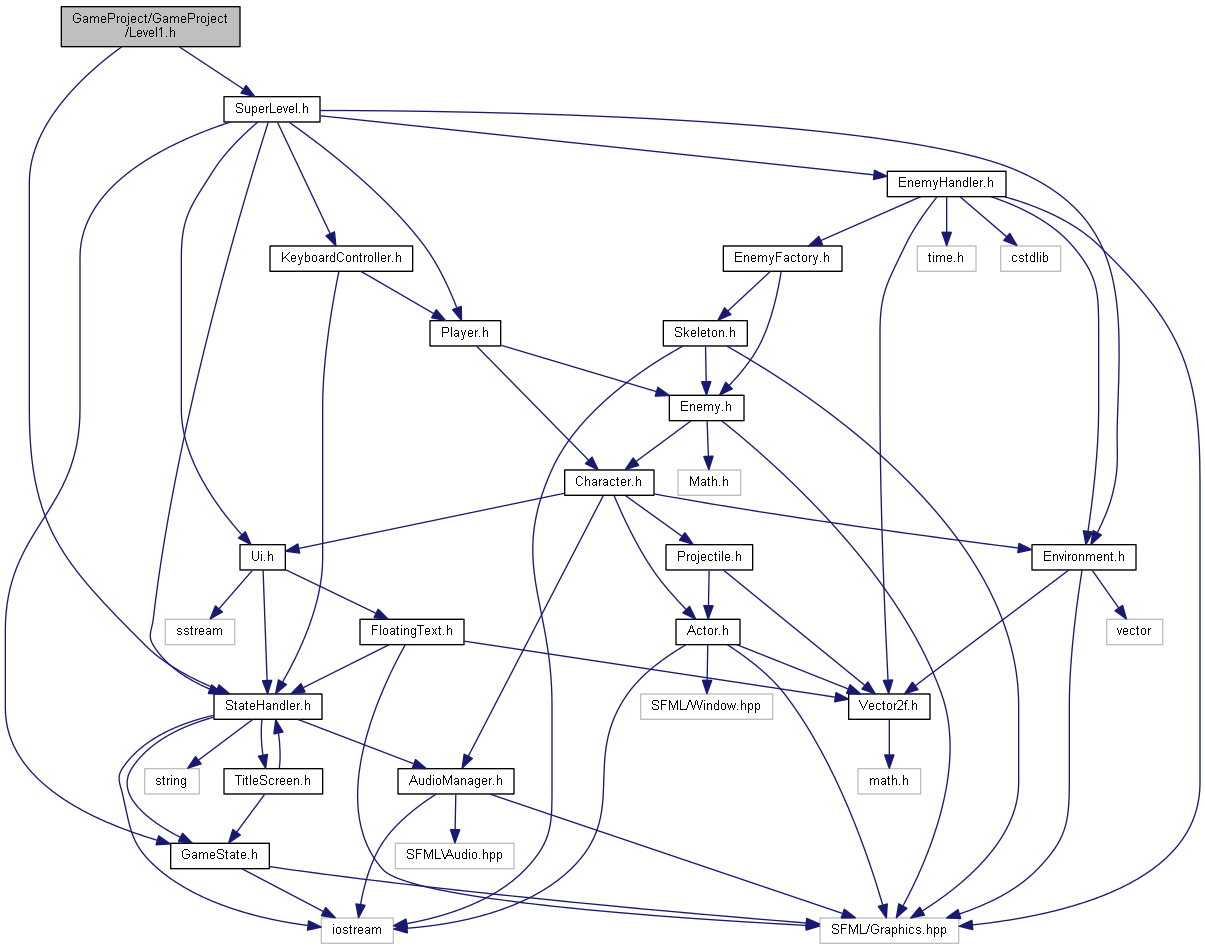 GameProject/GameProject
/Level1.h
SuperLevel.h
EnemyHandler.h
KeyboardController.h
EnemyFactory.h
time.h
cstdlib
Player.h
Skeleton.h
Enemy.h
Character.h
Math.h
Ui.h
Projectile.h
Environment.h
sstream
FloatingText.h
Actor.h
vector
StateHandler.h
SFML/Window.hpp
Vector2f.h
string
TitleScreen.h
AudioManager.h
math.h
GameState.h
SFML\Audio.hpp
iostream
SFML/Graphics.hpp